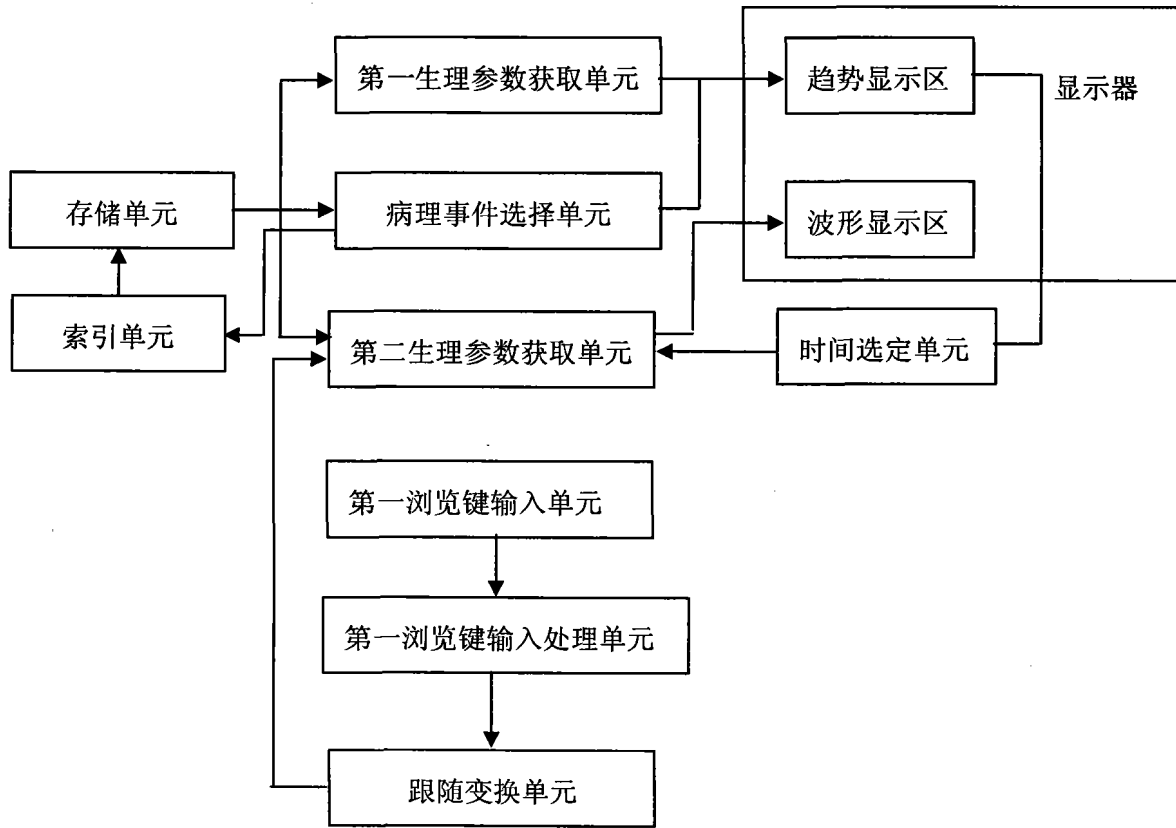 第一生理参数获取单元
趋势显示区
显示器
存储单元
病理事件选择单元
波形显示区
索引单元
第二生理参数获取单元
时间选定单元
第一浏览键输入单元
第一浏览键输入处理单元
跟随变换单元